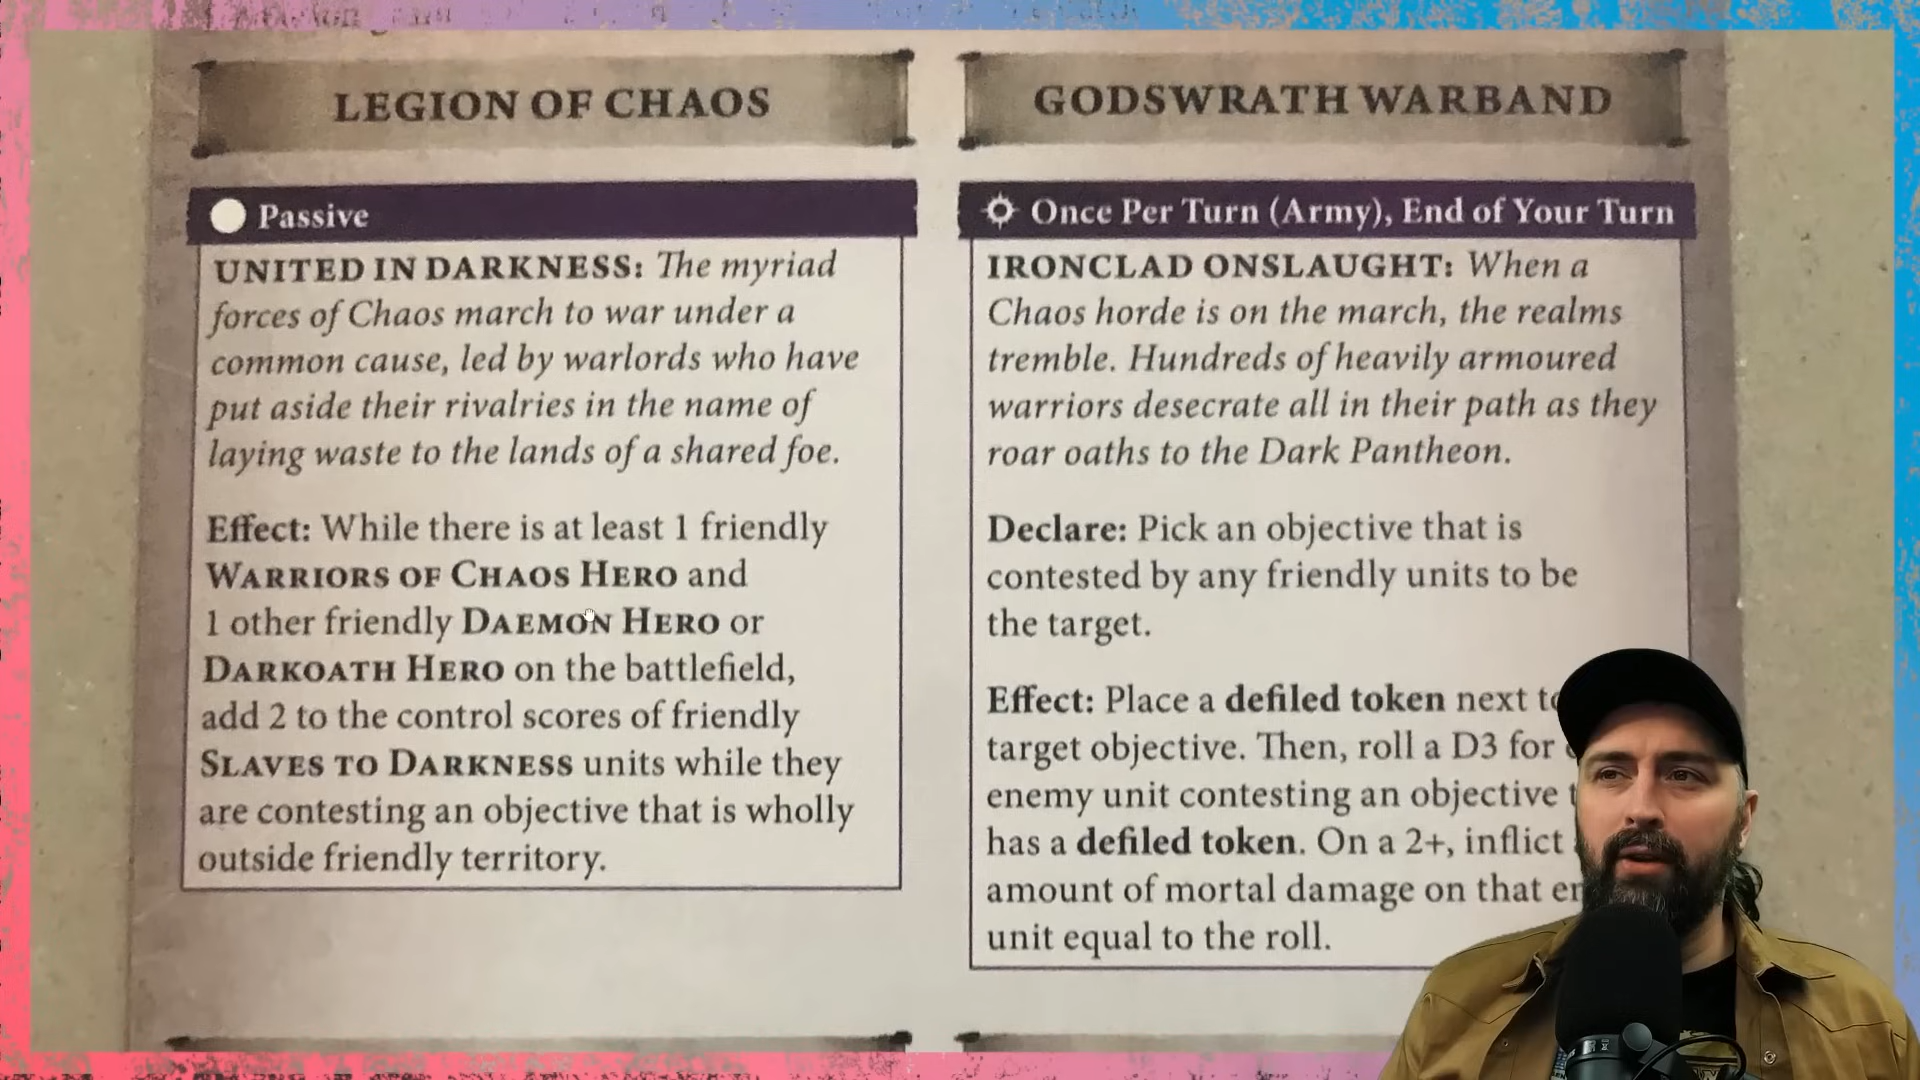 LEGION OF CHAOS
Passive
UNITED IN DARKNESS: The myriad
forces of Chaos march to war under a
common cause, led by warlords who have
put aside their rivalries in the name of
laying waste to the lands of a shared foe.
Effect: While there is at least 1 friendly
WARRIORS OF CHAOS HERO and
1 other friendly DAEMON HERO or
DARKOATH HERO on the battlefield,
add 2 to the control scores of friendly
SLAVES TO DARKNESS units while they
are contesting an objective that is wholly
outside friendly territory.
GODSWRATH WARBAND
Once Per Turn (Army), End of Your Turn
IRONCLAD ONSLAUGHT: When a
Chaos horde is on the march, the realms
tremble. Hundreds of heavily armoured
warriors desecrate all in their path as they
roar oaths to the Dark Pantheon.
Declare: Pick an objective that is
contested by any friendly units to be
the target.
Effect: Place a defiled token next
target objective. Then, roll a D3 for
enemy unit contesting an objective
has a defiled token. On a 2+, inflict
amount of mortal damage on that
unit equal to the roll.